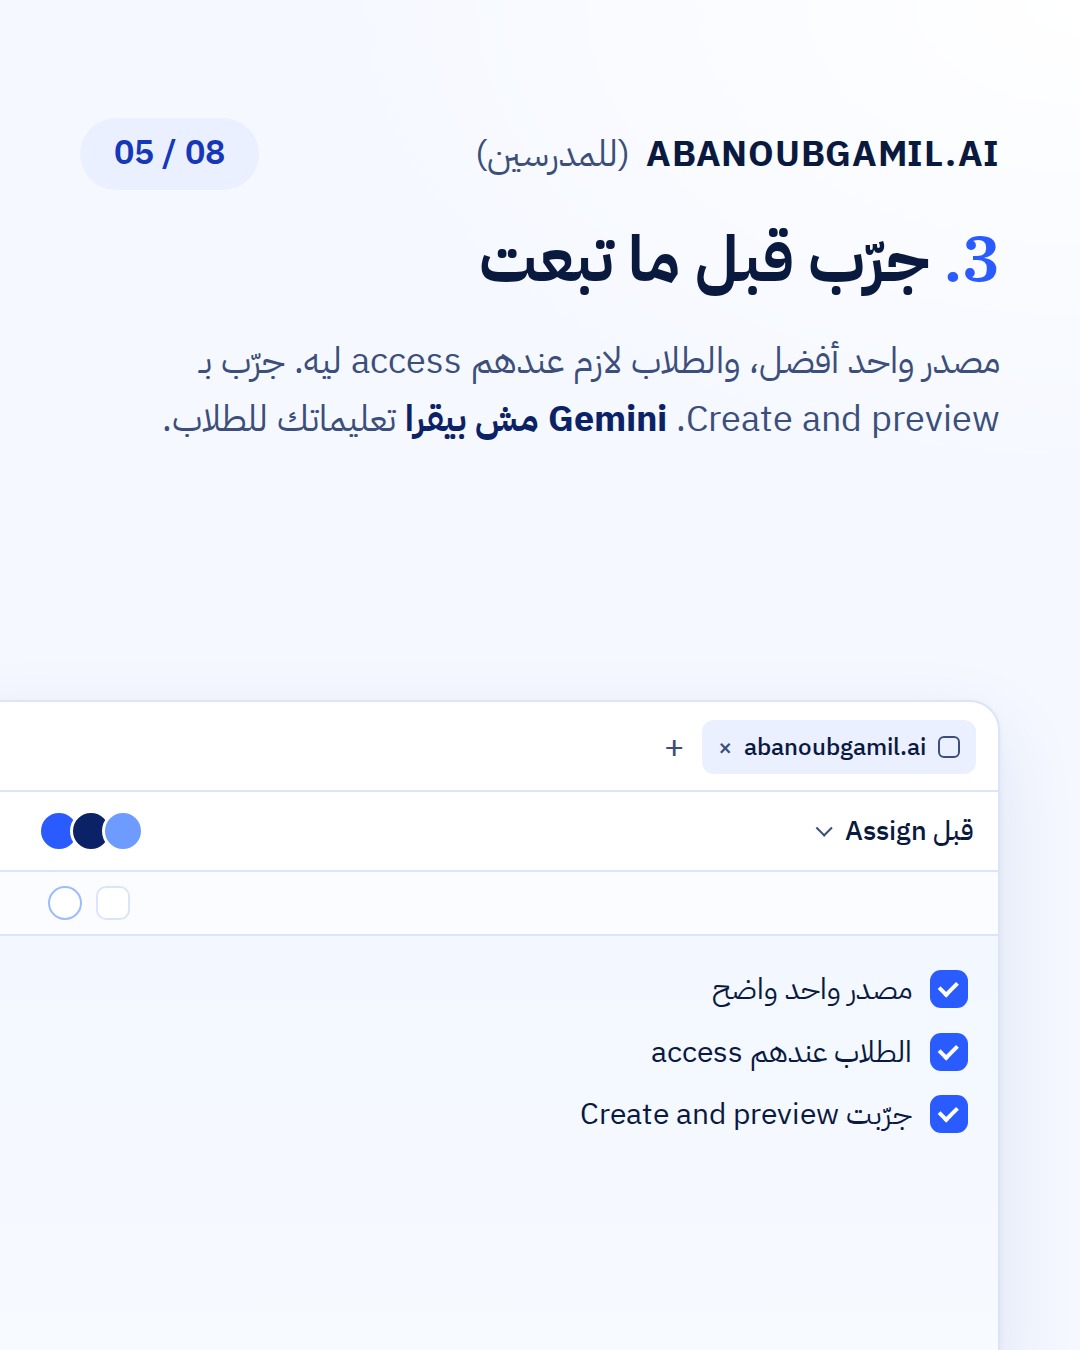 ABANOUBGAMIL.AI (للمدرسين)
05 / 08
3. جرّب قبل ما تبعت
مصدر واحد أفضل، والطلاب لازم عندهم access ليه. جرّب بـ
Create and preview. Gemini مش بيقرا تعليماتك للطلاب.
abanoubgamil.ai × +
قبل Assign
مصدر واحد واضح
الطلاب عندهم access
جرّبت Create and preview